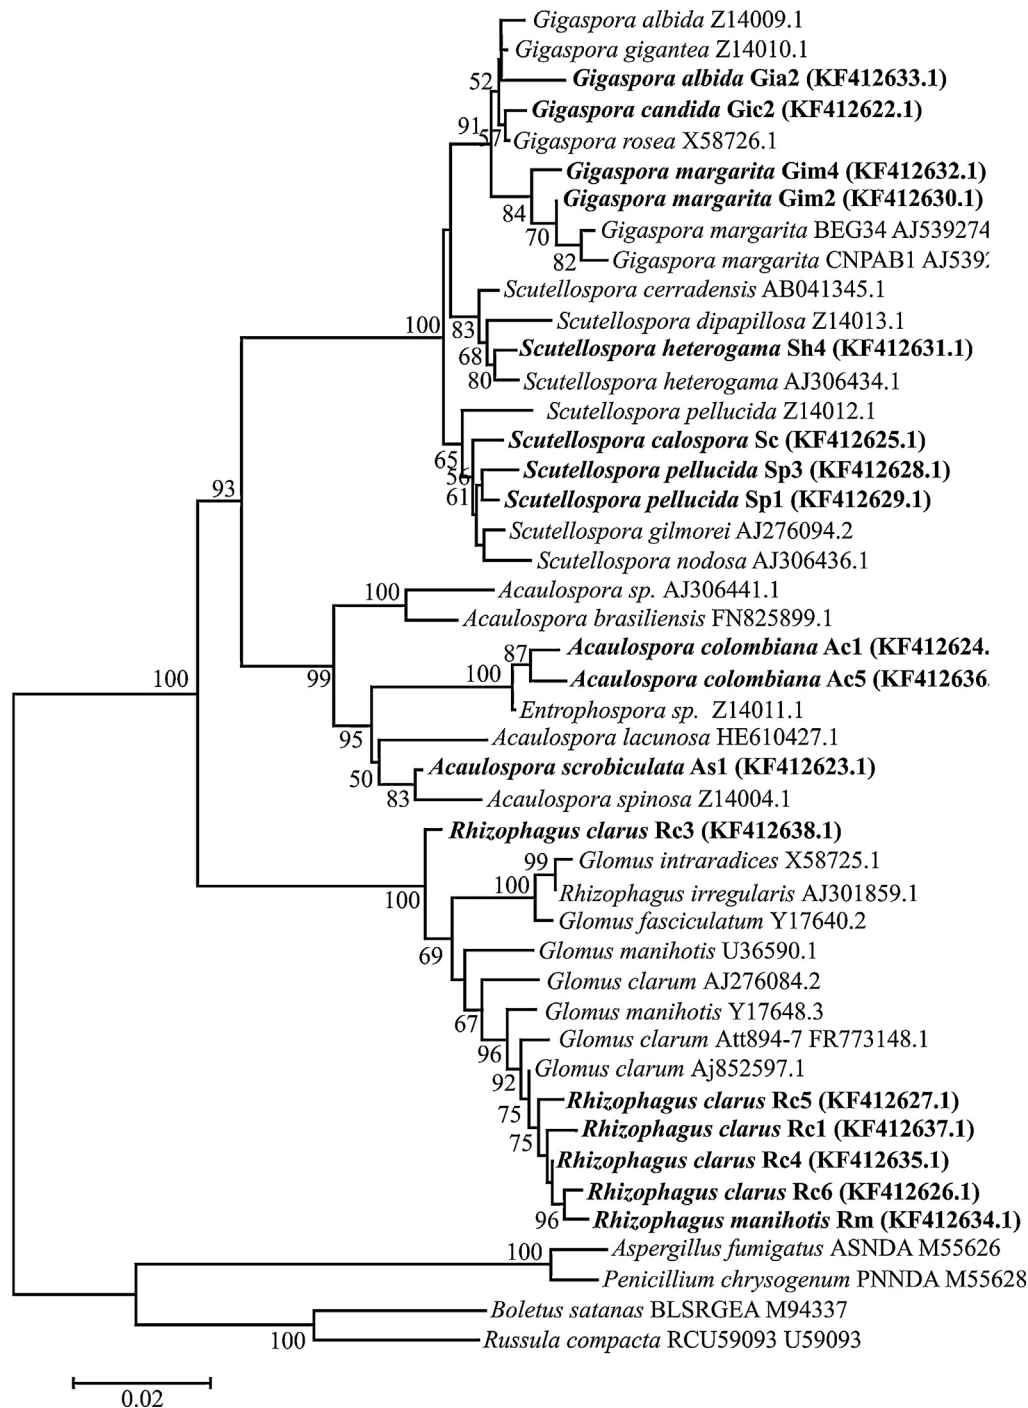 Gigaspora albida Z14009.1
Gigaspora gigantea Z14010.1
52
Gigaspora albida Gia2 (KF412633.1)
Gigaspora candida Gic2 (KF412622.1)
91
57
Gigaspora rosea X58726.1
Gigaspora margarita Gim4 (KF412632.1)
Gigaspora margarita Gim2 (KF412630.1)
84
Gigaspora margarita BEG34 AJ539274
70
Gigaspora margarita CNPAB1 AJ539
82
Scutellospora cerradensis AB041345.1
100
Scutellospora dipapillosa Z14013.1
83
Scutellospora heterogama Sh4 (KF412631.1)
68
Scutellospora heterogama AJ306434.1
80
Scutellospora pellucida Z14012.1
Scutellospora calospora Sc (KF412625.1)
65
Scutellospora pellucida Sp3 (KF412628.1)
56
Scutellospora pellucida Sp1 (KF412629.1)
61
93
Scutellospora gilmorei AJ276094.2
Scutellospora nodosa AJ306436.1
Acaulospora sp. AJ306441.1
100
Acaulospora brasiliensis FN825899.1
Acaulospora colombiana Ac1 (KF412624.
87
Acaulospora colombiana Ac5 (KF412636
100
99
100
Entrophospora sp. Z14011.1
Acaulospora lacunosa HE610427.1
95
Acaulospora scrobiculata As1 (KF412623.1)
50
Acaulospora spinosa Z14004.1
83
Rhizophagus clarus Rc3 (KF412638.1)
Glomus intraradices X58725.1
99
Rhizophagus irregularis AJ301859.1
100
100
Glomus fasciculatum Y17640.2
Glomus manihotis U36590.1
69
Glomus clarum AJ276084.2
Glomus manihotis Y17648.3
67
Glomus clarum Att894-7 FR773148.1
96
Glomus clarum Aj852597.1
92
Rhizophagus clarus Rc5 (KF412627.1)
75
Rhizophagus clarus Rc1 (KF412637.1)
75
Rhizophagus clarus Rc4 (KF412635.1)
Rhizophagus clarus Rc6 (KF412626.1)
96
Rhizophagus manihotis Rm (KF412634.1)
Aspergillus fumigatus ASNDA M55626
100
Penicillium chrysogenum PNNDA M55628
Boletus satanas BLSRGEA M94337
Russula compacta RCU59093 U59093
100
0.02